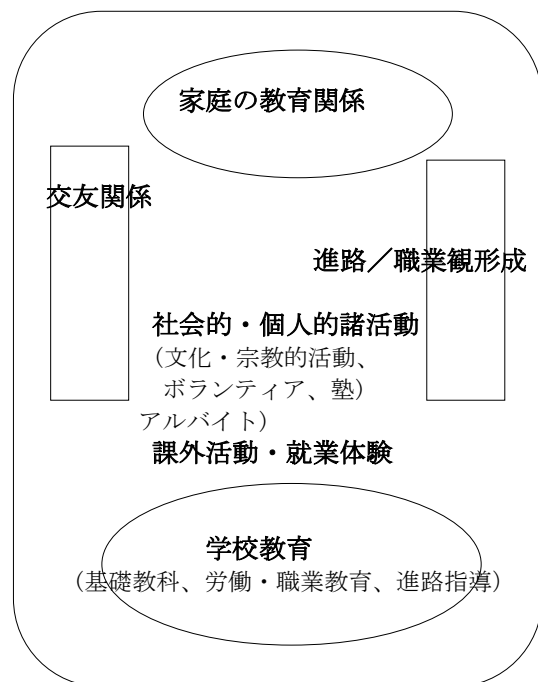 家庭の教育関係
交友関係
進路／職業観形成
社会的・個人的諸活動
(文化・宗教的活動、
ボランティア、塾)
アルバイト)
課外活動・就業体験
学校教育
(基礎教科、労働・職業教育、進路指導)